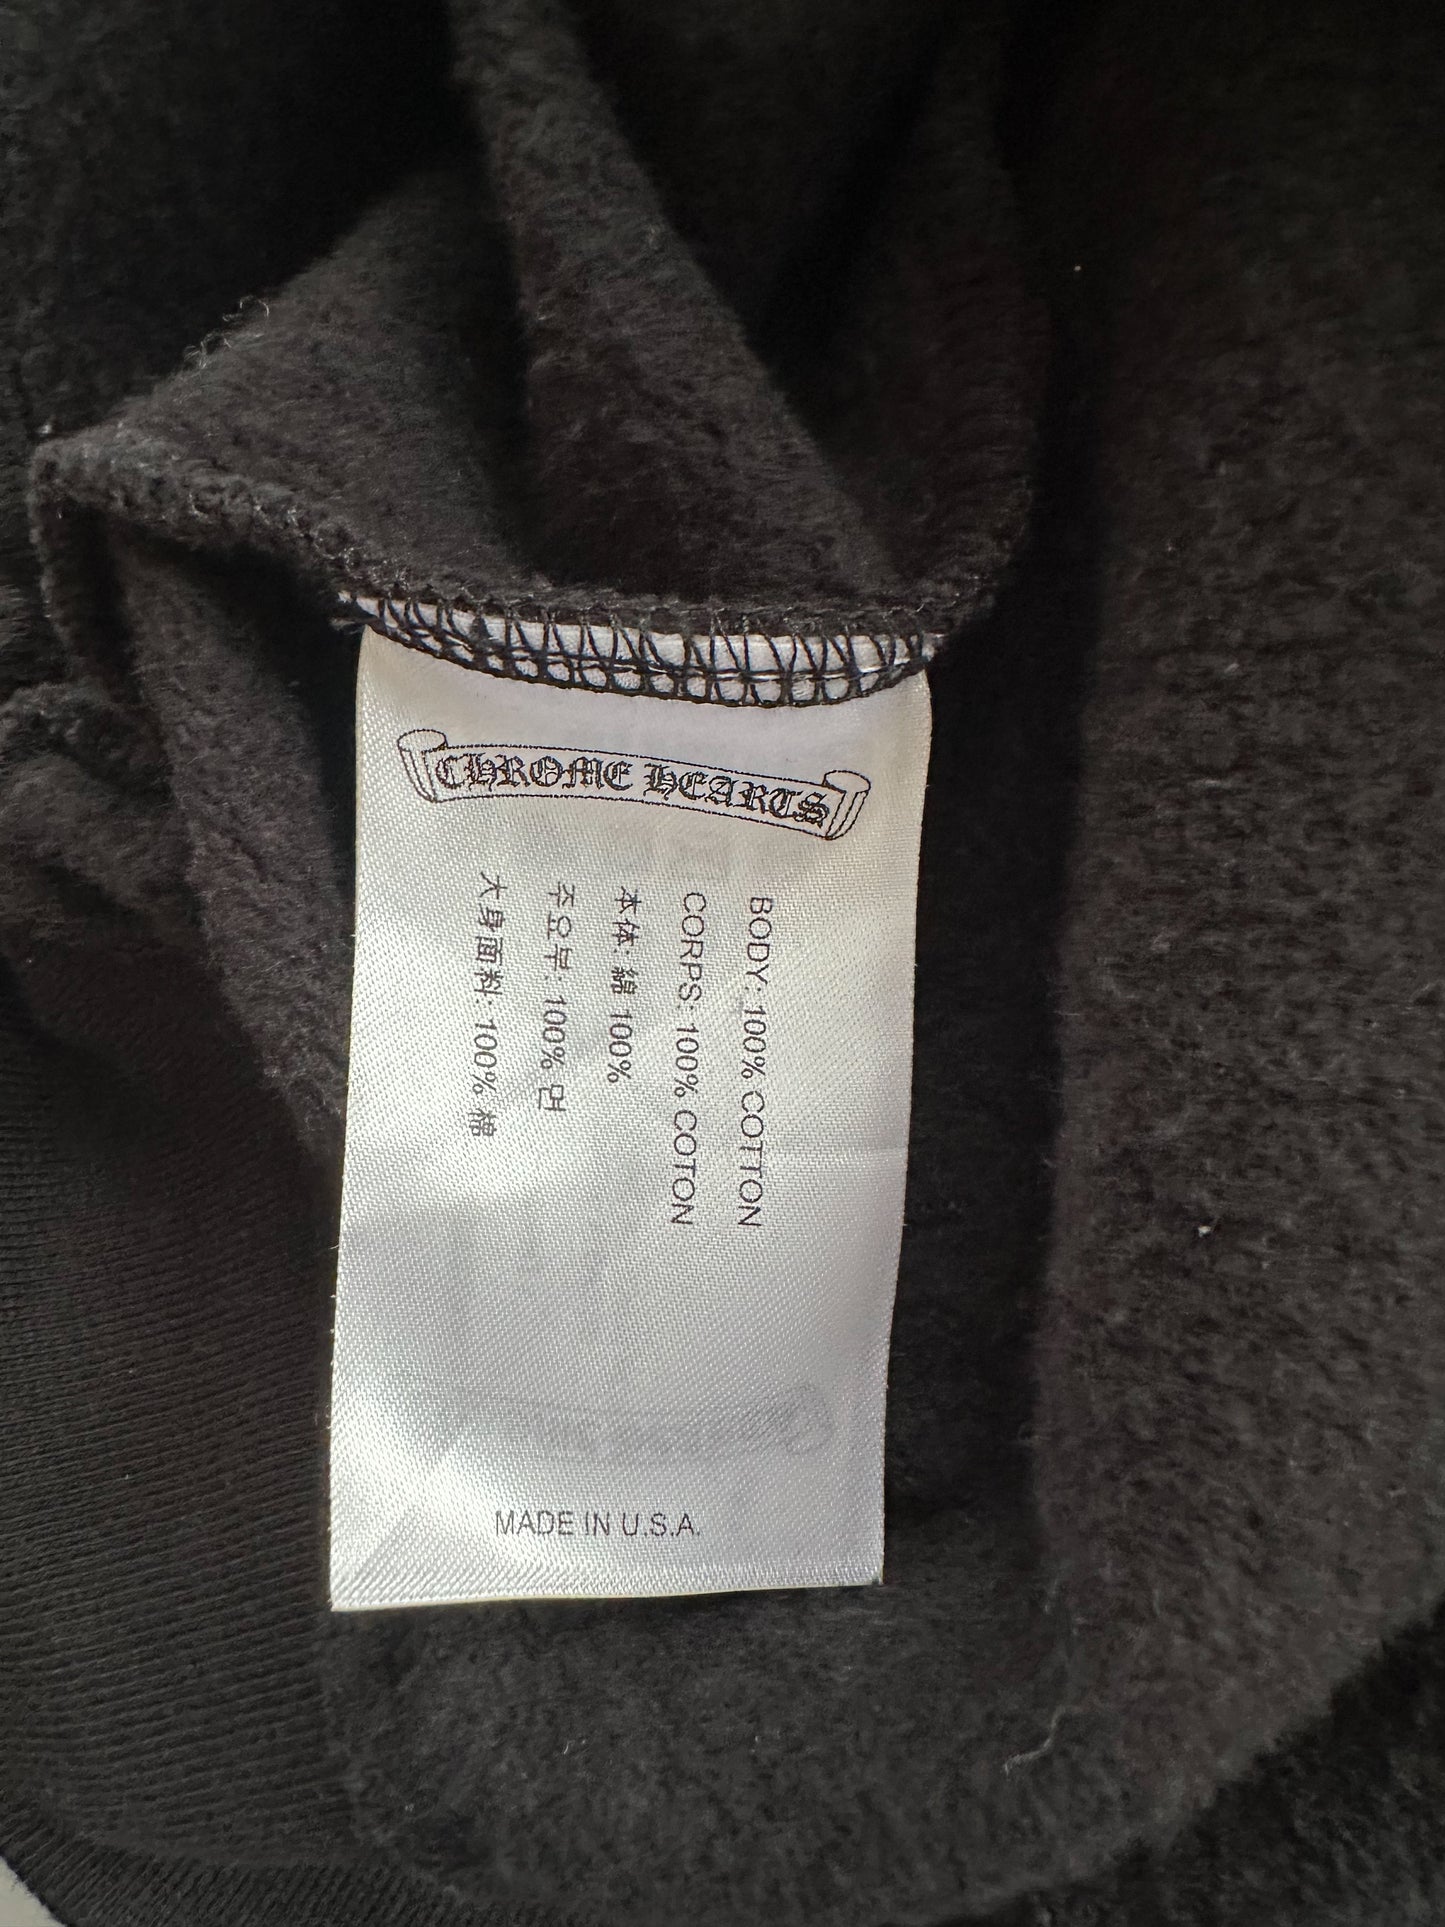 CHROME HEARTS
BODY: 100% COTTON
CORPS: 100% COTON
本体: 綿 100%
주요부: 100% 면
大身面料: 100% 棉
MADE IN U.S.A.